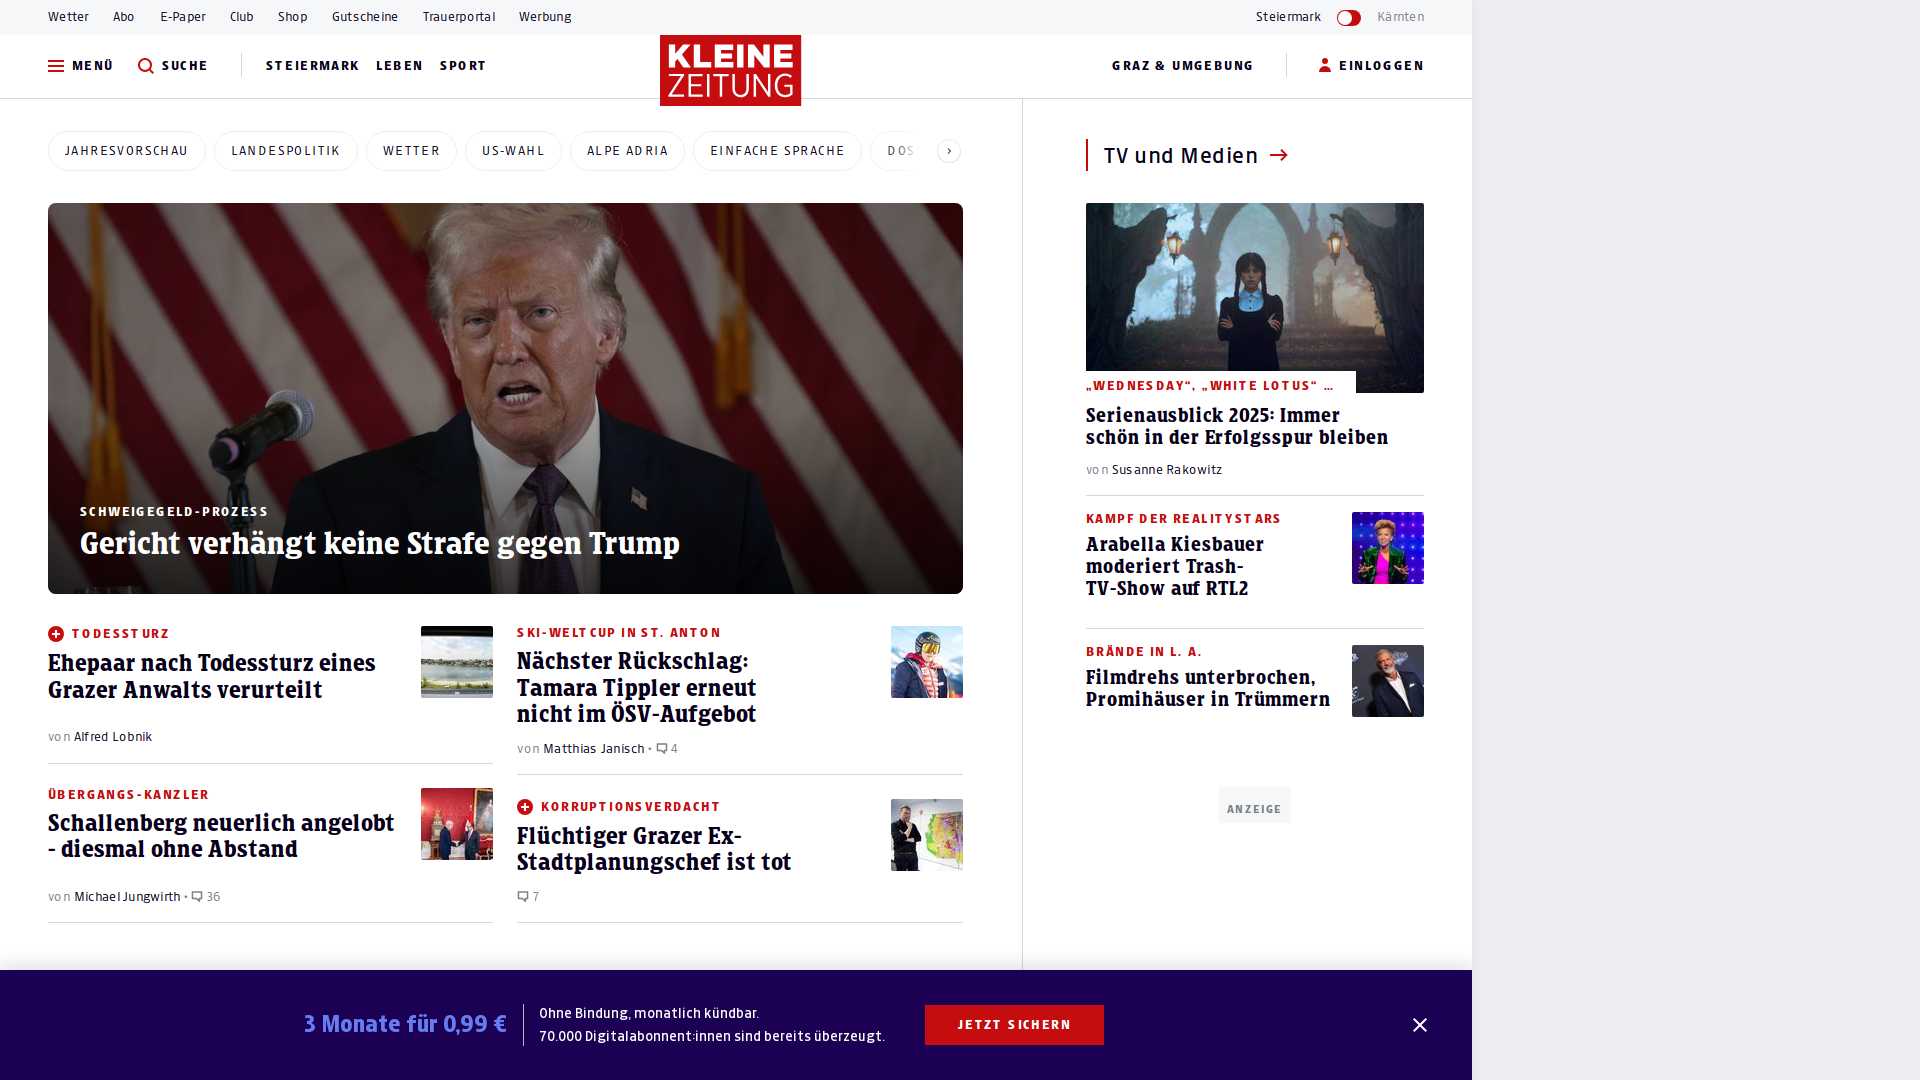 Wetter Abo E-Paper Club Shop Gutscheine Trauerportal Werbung Steiermark Kärnten
MENÜ SUCHE STEIERMARK LEBEN SPORT KLEINE ZEITUNG GRAZ & UMGEBUNG EINLOGGEN
JAHRESVORSCHAU LANDESPOLITIK WETTER US-WAHL ALPE ADRIA EINFACHE SPRACHE DOS
SCHWEIGEGELD-PROZESS
Gericht verhängt keine Strafe gegen Trump
TODESSTURZ
Ehepaar nach Todessturz eines
Grazer Anwalts verurteilt
von Alfred Lobnik
SKI-WELTCUP IN ST. ANTON
Nächster Rückschlag:
Tamara Tippler erneut
nicht im ÖSV-Aufgebot
von Matthias Janisch • 4
ÜBERGANGS-KANZLER
Schallenberg neuerlich angelobt
- diesmal ohne Abstand
von Michael Jungwirth • 36
KORRUPTIONSVERDACHT
Flüchtiger Grazer Ex-
Stadtplanungschef ist tot
7
TV und Medien
„WEDNESDAY“, „WHITE LOTUS“ ...
Serienausblick 2025: Immer
schön in der Erfolgsspur bleiben
von Susanne Rakowitz
KAMPF DER REALITYSTARS
Arabella Kiesbauer
moderiert Trash-
TV-Show auf RTL2
BRÄNDE IN L. A.
Filmdrehs unterbrochen,
Promihäuser in Trümmern
ANZEIGE
3 Monate für 0,99 €
Ohne Bindung, monatlich kündbar.
70.000 Digitalabonnent:innen sind bereits überzeugt.
JETZT SICHERN